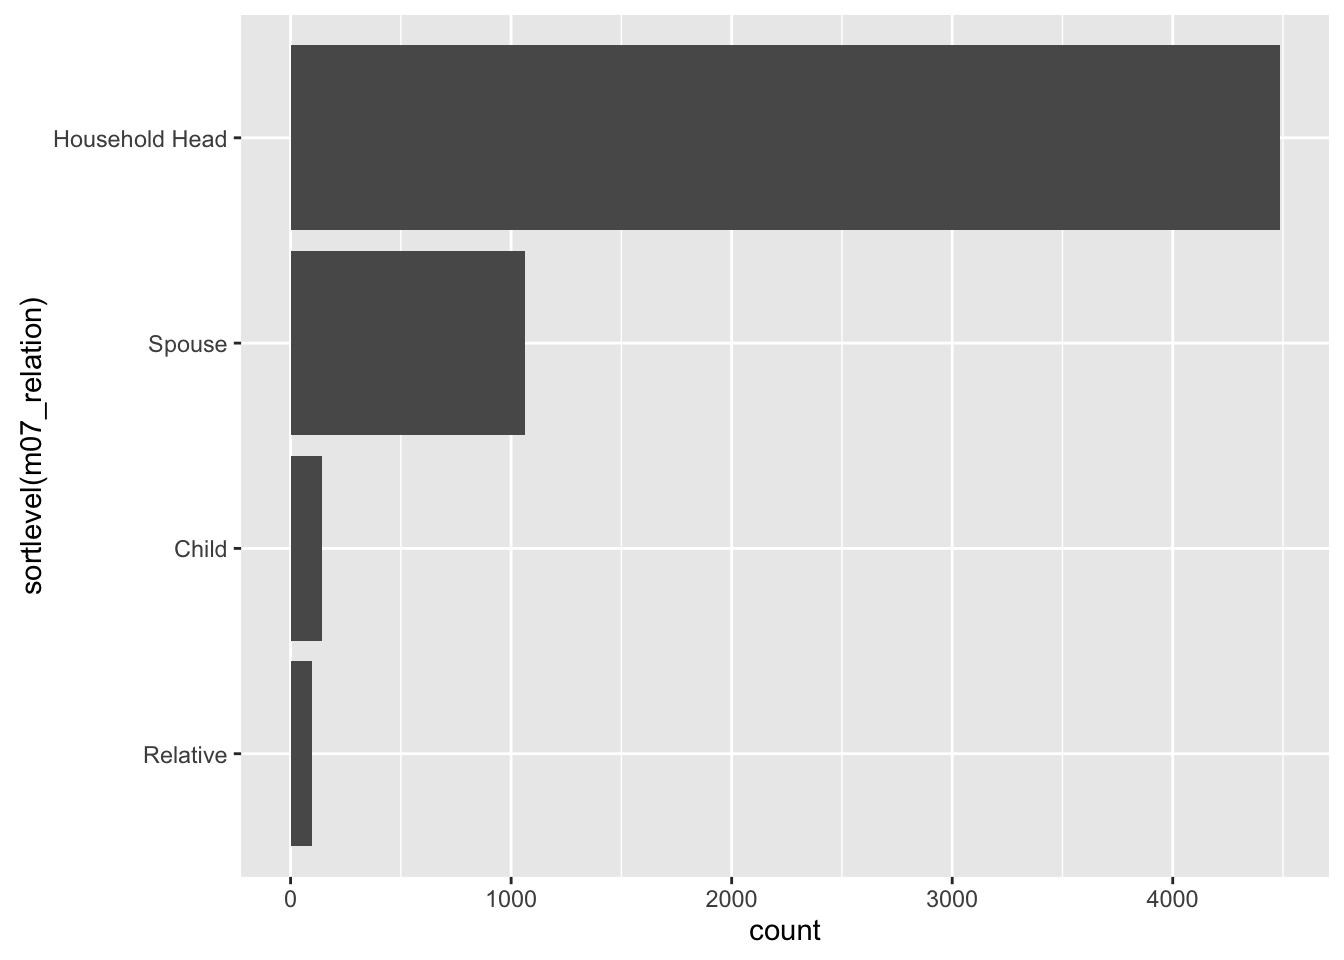 sortlevel(m07_relation)
Household Head
Spouse
Child
Relative
0 1000 2000 3000 4000
count